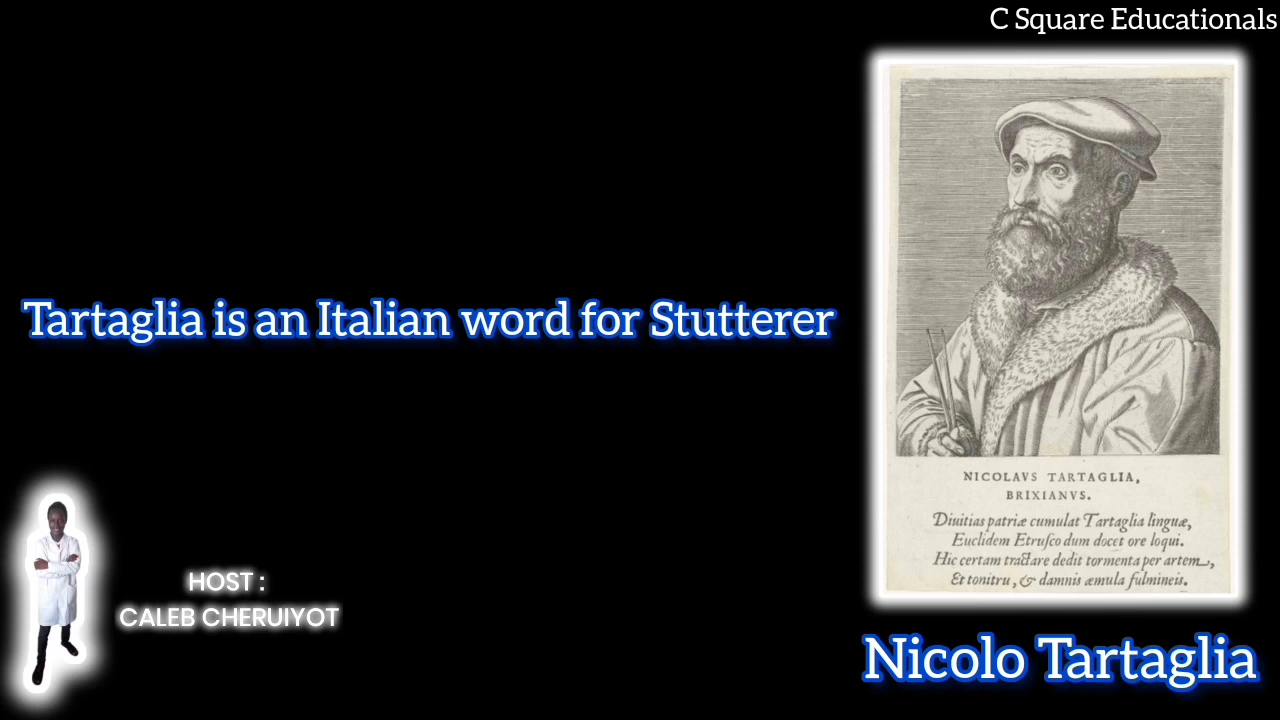 C Square Educationals
Tartaglia is an Italian word for Stutterer
NICOLAVS TARTAGLIA,
BRIXIANVS.
Diuitias patriæ cumulat Tartaglia linguæ,
Euclidem Etruſco dum docet ore loqui.
Hic certam tractare dedit tormenta per artem,
Et tonitru, & damnis æmula fulmineis.
HOST :
CALEB CHERUIYOT
Nicolo Tartaglia